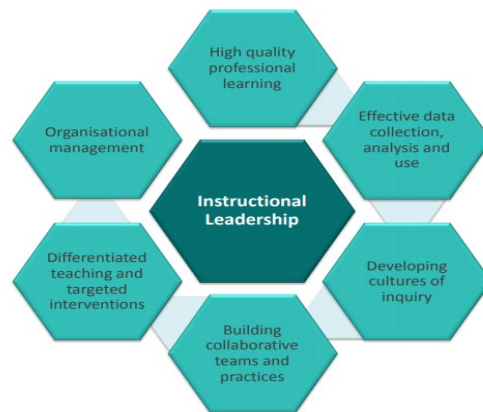 High quality
professional
learning
Effective data
collection,
analysis and
use
Developing
cultures of
inquiry
Building
collaborative
teams and
practices
Differentiated
teaching and
targeted
interventions
Organisational
management
Instructional
Leadership